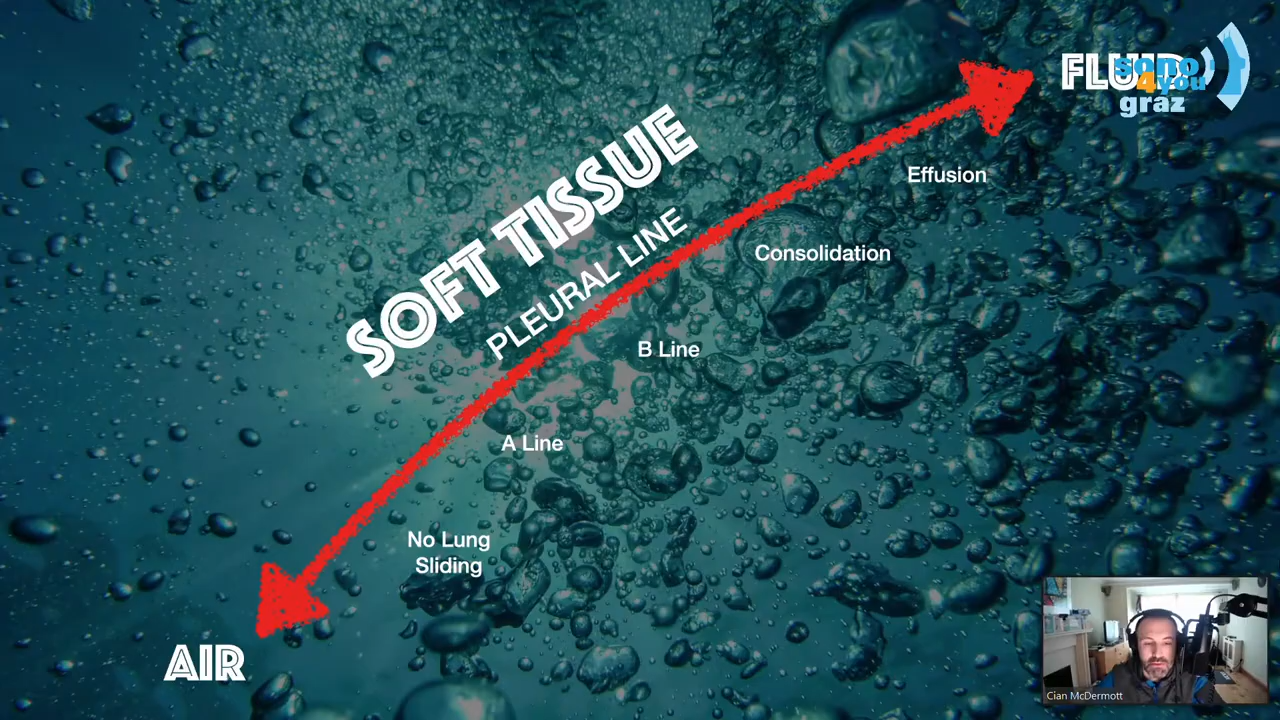 FLUID
sono
4you
graz
SOFT TISSUE
PLEURAL LINE
Effusion
Consolidation
B Line
A Line
No Lung
Sliding
AIR
Cian McDermott